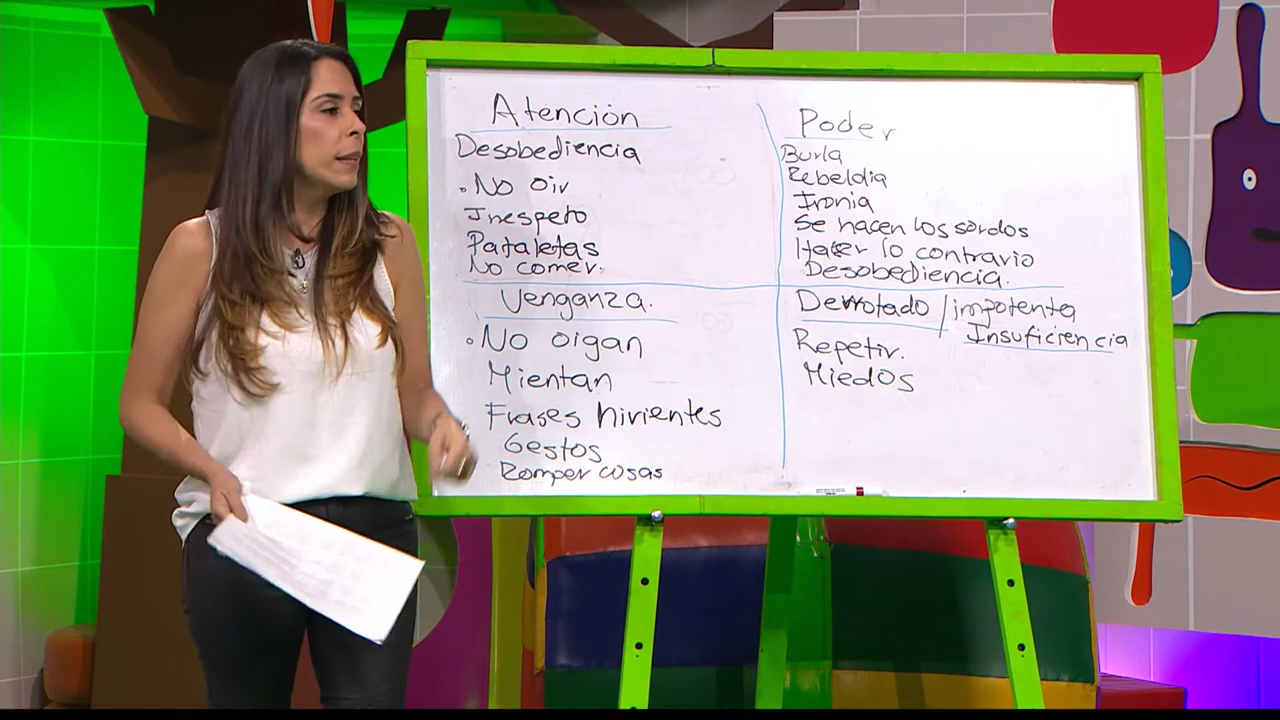 Atención
Desobediencia
• No oir
Irespeto
Pataletas
No comer.
Poder
Burla
Rebeldia
Ironia
Se hacen los sordos
Hacer lo contrario
Desobediencia.
Venganza.
• No oigan
Mientan
Frases hirientes
Gestos
Romper cosas
Derrotado / impotente
Insuficiencia
Repetir.
Miedos